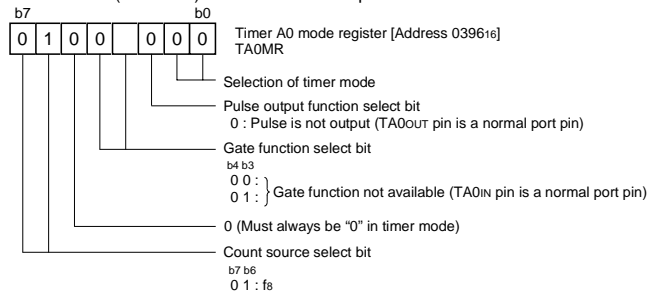 b7 b0
0 1 0 0 0 0 0
Timer A0 mode register [Address 039616]
TA0MR
Selection of timer mode
Pulse output function select bit
0 : Pulse is not output (TA0OUT pin is a normal port pin)
Gate function select bit
b4 b3
0 0 :
0 1 :
Gate function not available (TA0IN pin is a normal port pin)
0 (Must always be “0” in timer mode)
Count source select bit
b7 b6
0 1 : f8